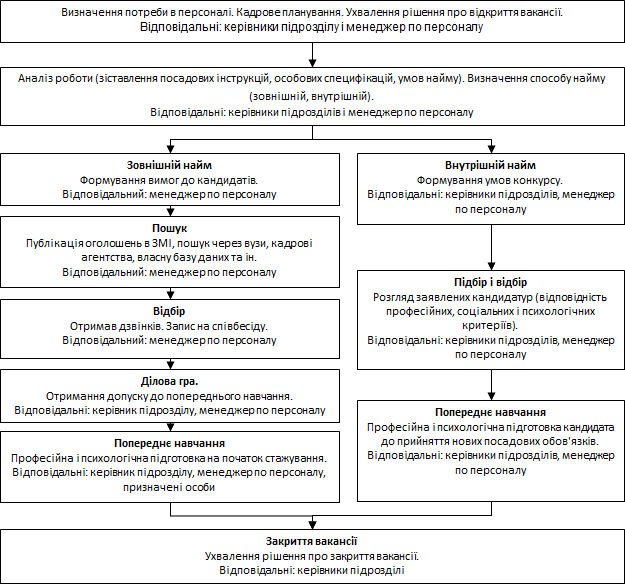 Визначення потреби в персоналі. Кадрове планування. Ухвалення рішення про відкриття вакансії.
Відповідальні: керівники підрозділу і менеджер по персоналу
Аналіз роботи (зіставлення посадових інструкцій, особових специфікацій, умов найму). Визначення способу найму
(зовнішній, внутрішній).
Відповідальні: керівники підрозділів і менеджер по персоналу
Зовнішній найм
Формування вимог до кандидатів.
Відповідальний: менеджер по персоналу
Пошук
Публікація оголошень в ЗМІ, пошук через вузи, кадрові
агентства, власну базу даних та ін.
Відповідальний: менеджер по персоналу
Відбір
Отримав дзвінків. Запис на співбесіду.
Відповідальний: менеджер по персоналу
Ділова гра.
Отримання допуску до попереднього навчання.
Відповідальні: керівник підрозділу, менеджер по персоналу
Попереднє навчання
Професійна і психологічна підготовка на початок стажування.
Відповідальні: керівник підрозділу, менеджер по персоналу,
призначені особи
Внутрішній найм
Формування умов конкурсу.
Відповідальні: керівники підрозділів, менеджер
по персоналу
Підбір і відбір
Розгляд заявлених кандидатур (відповідність
професійних, соціальних і психологічних
критеріїв).
Відповідальні: керівники підрозділів, менеджер
по персоналу
Попереднє навчання
Професійна і психологічна підготовка кандидата
до прийняття нових посадових обов'язків.
Відповідальні: керівники підрозділів, менеджер
по персоналу
Закриття вакансії
Ухвалення рішення про закриття вакансії.
Відповідальні: керівники підрозділі